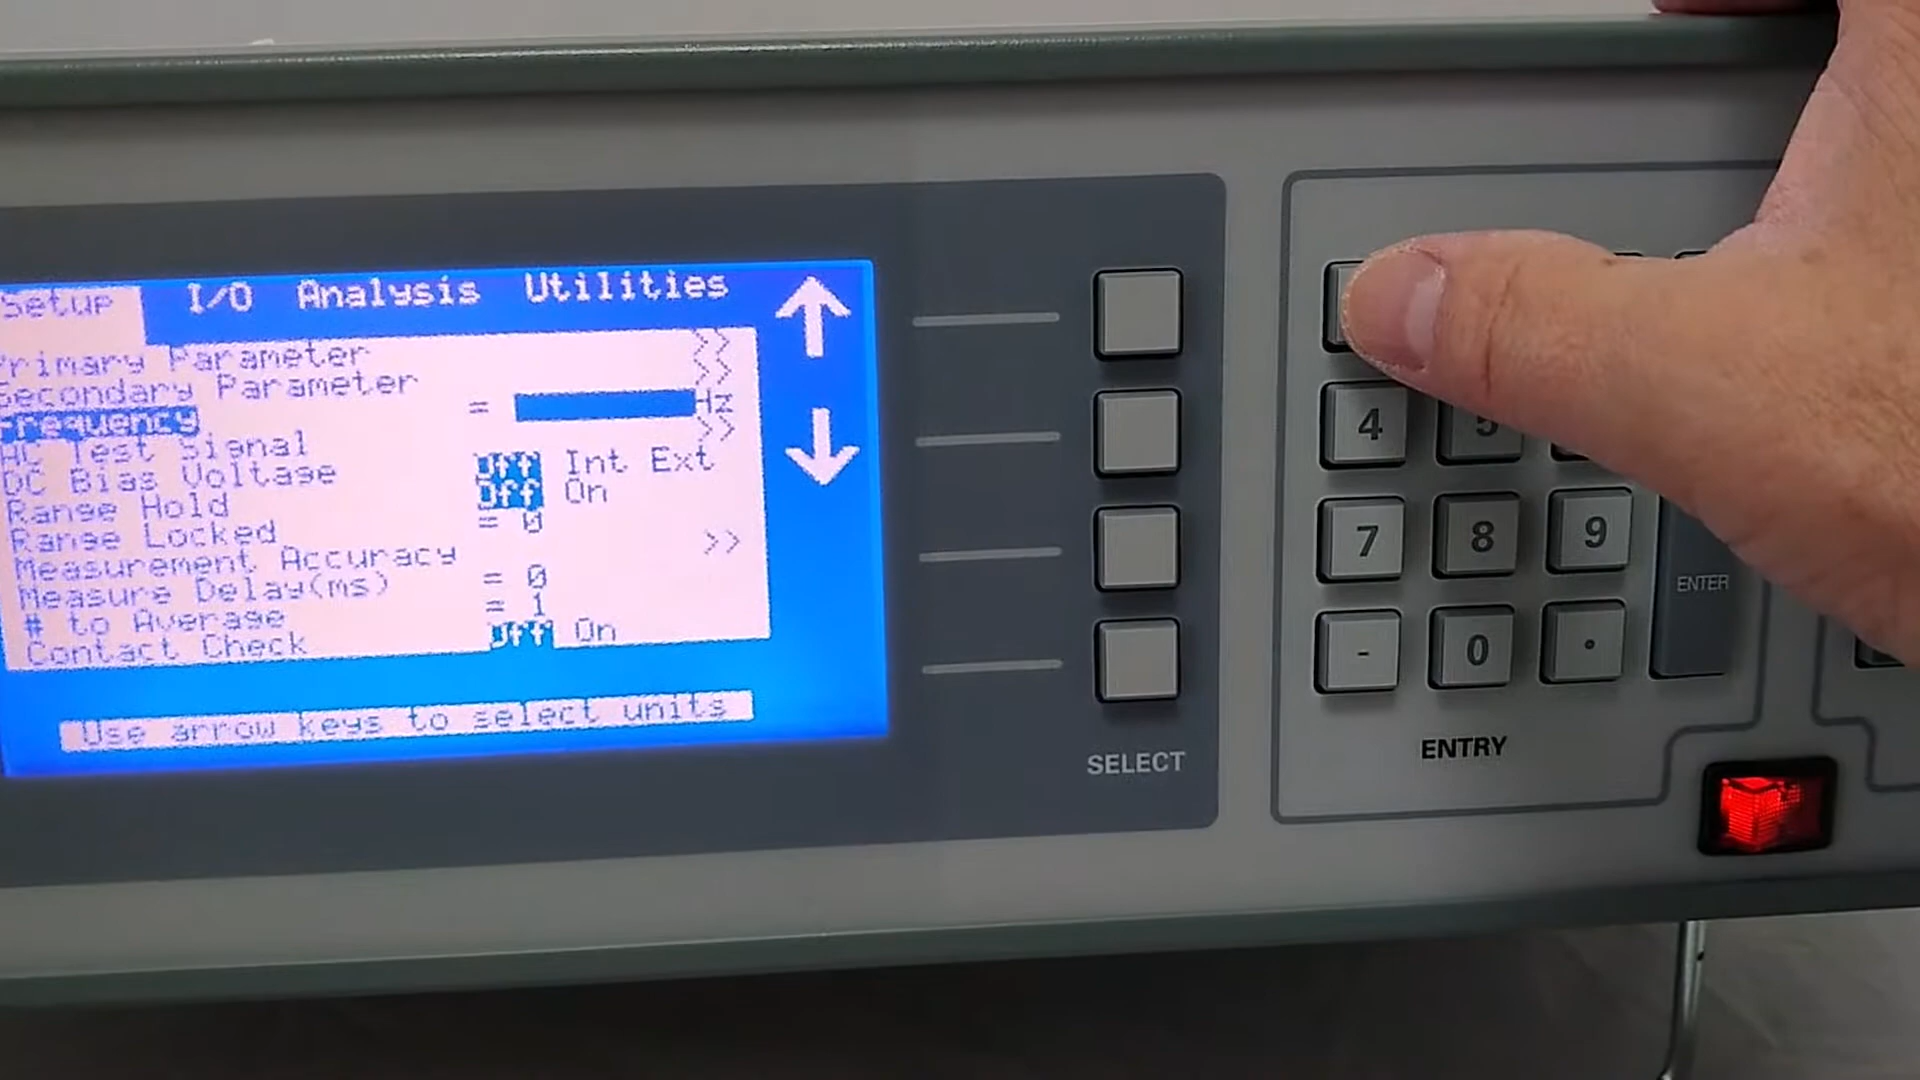 Setup I/O Analysis Utilities
Primary Parameter >>
Secondary Parameter >>
Frequency = Hz
AC Test Signal >>
DC Bias Voltage Off Int Ext
Range Hold Off On
Range Locked = 0
Measurement Accuracy >>
Measure Delay(ms) = 0
# to Average = 1
Contact Check Off On
Use arrow keys to select units
SELECT
4 5
7 8 9
- 0 .
ENTER
ENTRY